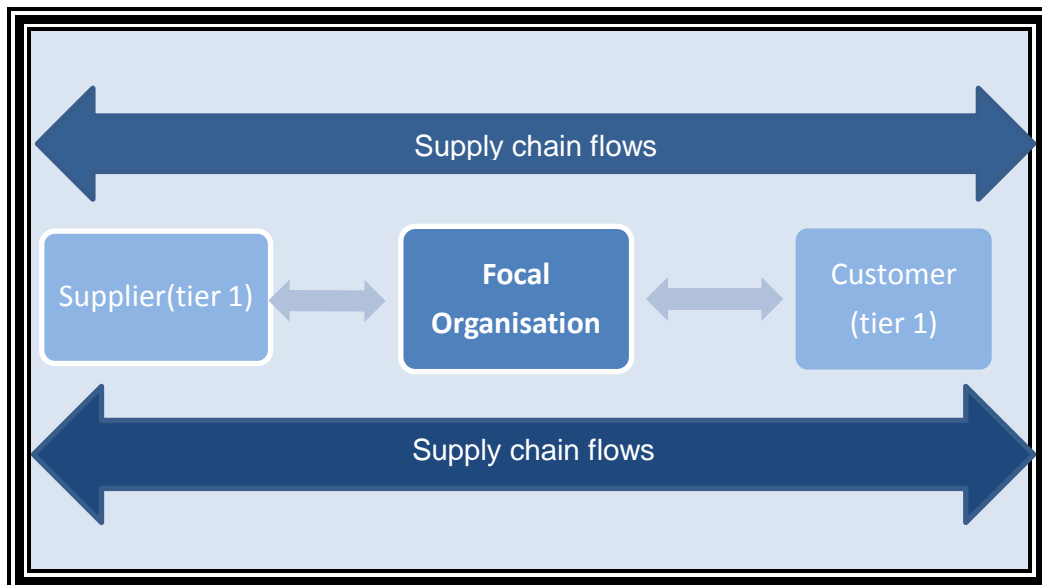 Supply chain flows
Supplier(tier 1)
Focal
Organisation
Customer
(tier 1)
Supply chain flows